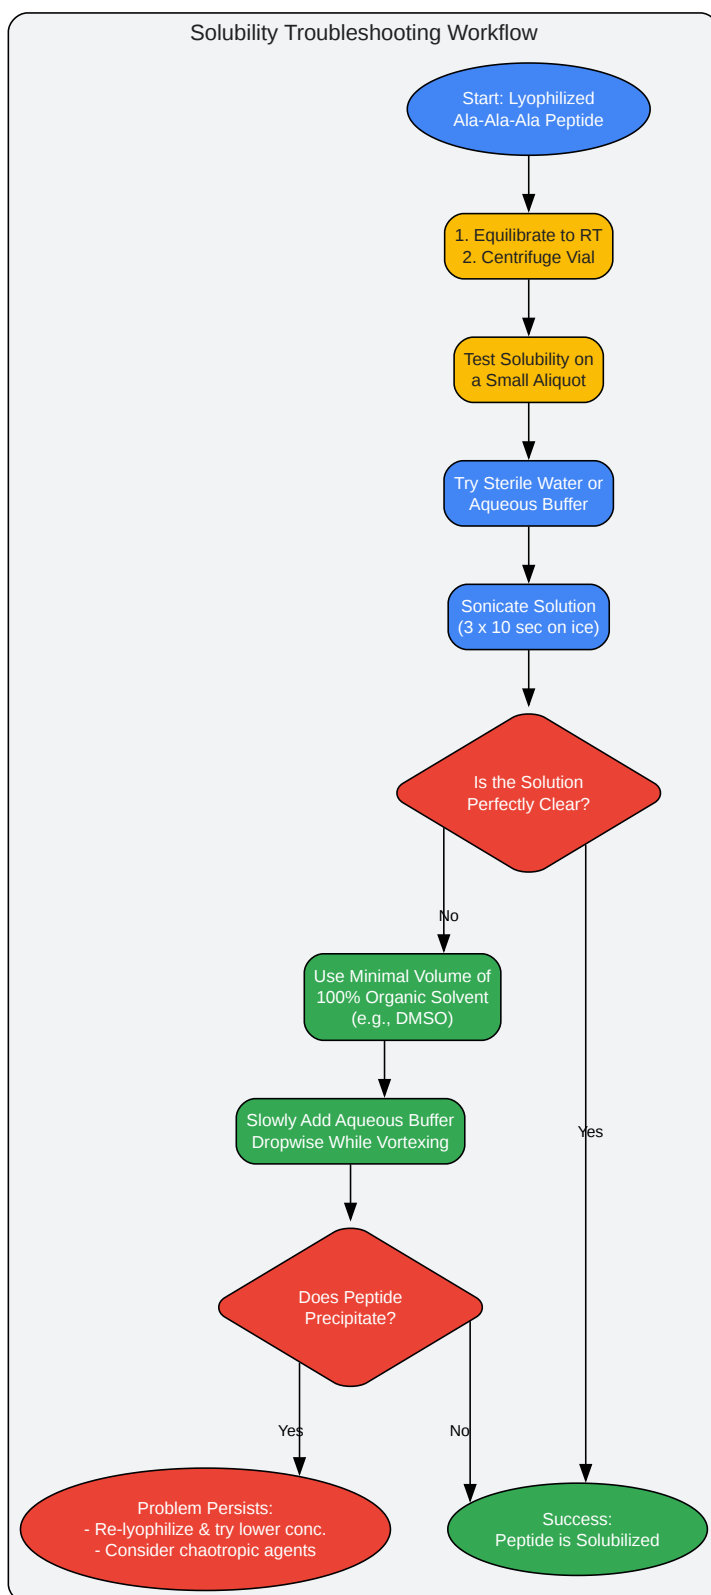 Solubility Troubleshooting Workflow
Start: Lyophilized
Ala-Ala-Ala Peptide
1. Equilibrate to RT
2. Centrifuge Vial
Test Solubility on
a Small Aliquot
Try Sterile Water or
Aqueous Buffer
Sonicate Solution
(3 x 10 sec on ice)
Is the Solution
Perfectly Clear?
No
Use Minimal Volume of
100% Organic Solvent
(e.g., DMSO)
Slowly Add Aqueous Buffer
Dropwise While Vortexing
Yes
Does Peptide
Precipitate?
Yes
No
Problem Persists:
- Re-lyophilize & try lower conc.
- Consider chaotropic agents
Success:
Peptide is Solubilized